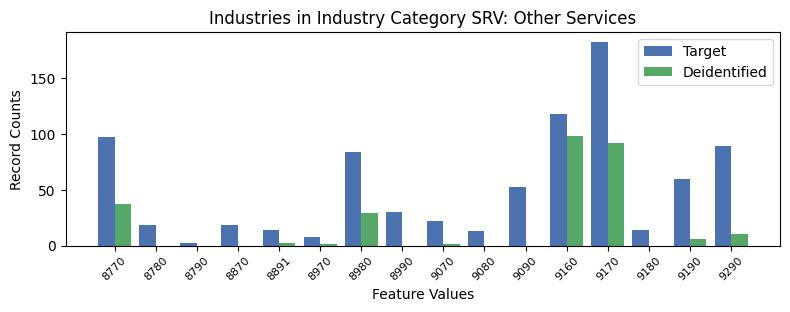 Industries in Industry Category SRV: Other Services
Target
Deidentified
Record Counts
150
100
50
0
8770 8780 8790 8870 8891 8970 8980 8990 9070 9080 9090 9160 9170 9180 9190 9290
Feature Values